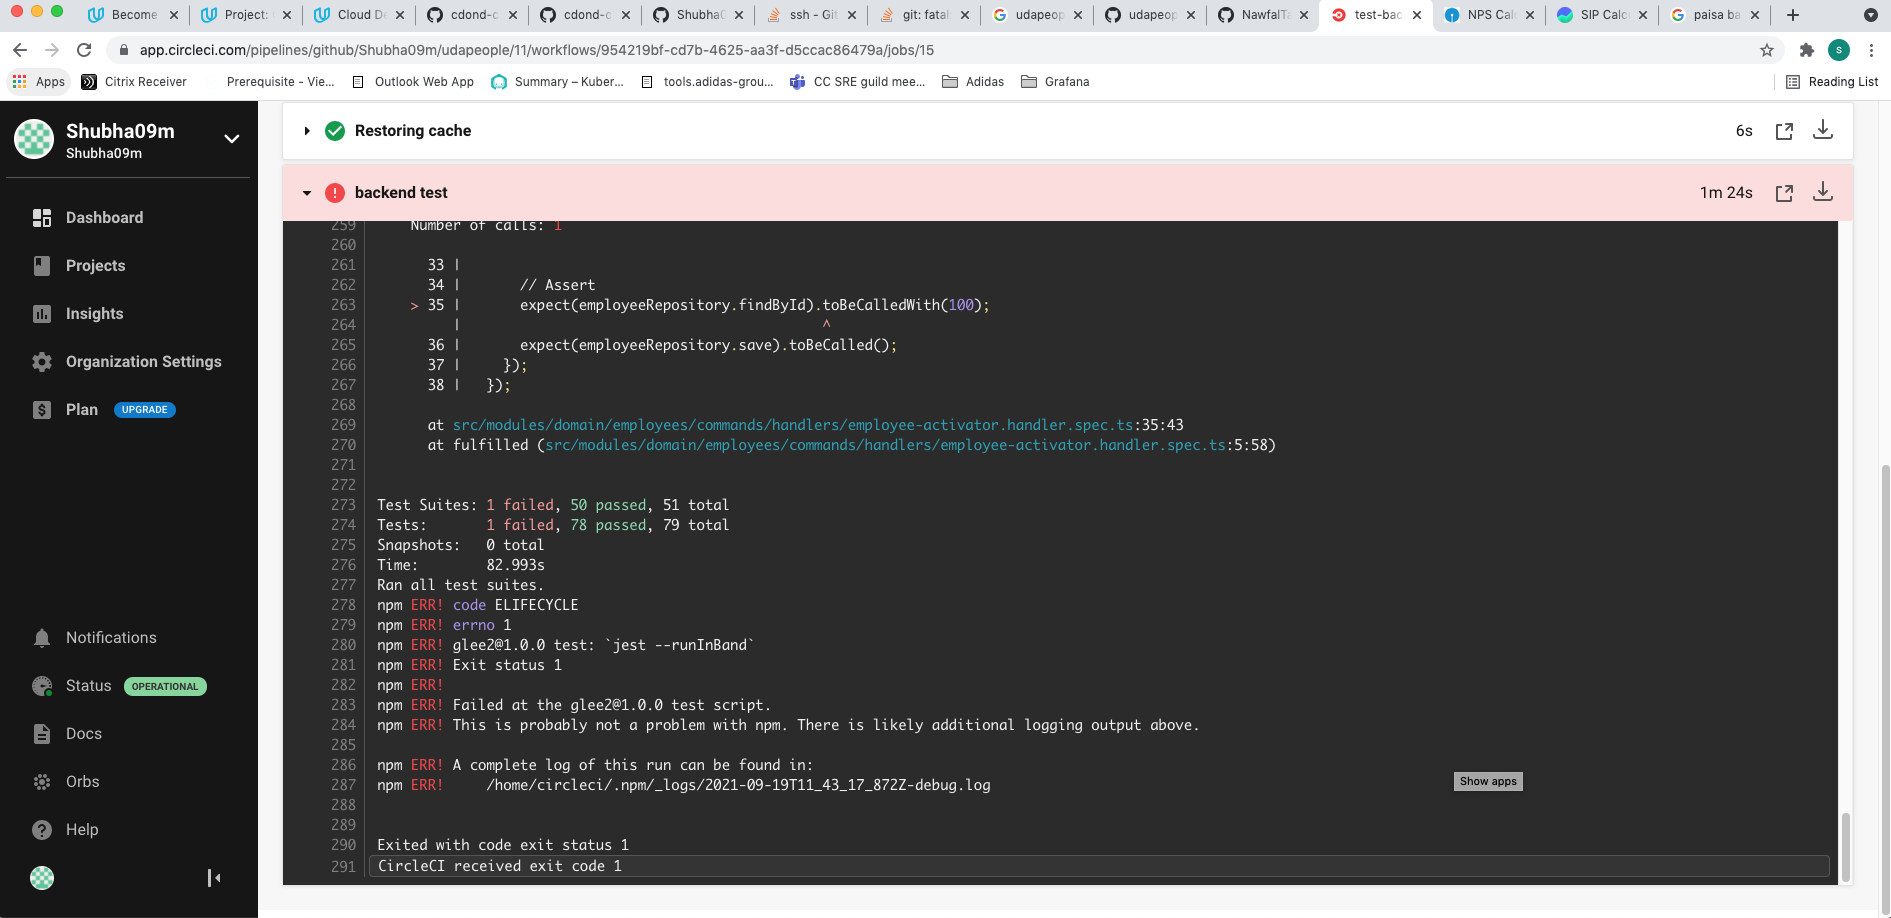 Become
Project:
Cloud De
cdond-c
cdond-c
Shubha0
ssh - Git
git: fatal
udapeop
udapeop
NawfalTa
test-bac
NPS Calc
SIP Calc
paisa ba
app.circleci.com/pipelines/github/Shubha09m/udapeople/11/workflows/954219bf-cd7b-4625-aa3f-d5ccac86479a/jobs/15
S
Apps
Citrix Receiver
Prerequisite - Vie...
Outlook Web App
Summary – Kuber...
tools.adidas-grou...
CC SRE guild mee...
Adidas
Grafana
Reading List
Shubha09m
Shubha09m
Dashboard
Projects
Insights
Organization Settings
Plan UPGRADE
Notifications
Status OPERATIONAL
Docs
Orbs
Help
Restoring cache 6s
backend test 1m 24s
259 Number of calls: 1
260
261 33 |
262 34 | // Assert
263 > 35 | expect(employeeRepository.findById).toBeCalledWith(100);
264 | ^
265 36 | expect(employeeRepository.save).toBeCalled();
266 37 | });
267 38 | });
268
269 at src/modules/domain/employees/commands/handlers/employee-activator.handler.spec.ts:35:43
270 at fulfilled (src/modules/domain/employees/commands/handlers/employee-activator.handler.spec.ts:5:58)
271
272
273 Test Suites: 1 failed, 50 passed, 51 total
274 Tests: 1 failed, 78 passed, 79 total
275 Snapshots: 0 total
276 Time: 82.993s
277 Ran all test suites.
278 npm ERR! code ELIFECYCLE
279 npm ERR! errno 1
280 npm ERR! glee2@1.0.0 test: `jest --runInBand`
281 npm ERR! Exit status 1
282 npm ERR!
283 npm ERR! Failed at the glee2@1.0.0 test script.
284 npm ERR! This is probably not a problem with npm. There is likely additional logging output above.
285
286 npm ERR! A complete log of this run can be found in:
287 npm ERR! /home/circleci/.npm/_logs/2021-09-19T11_43_17_872Z-debug.log
288
289
290 Exited with code exit status 1
291 CircleCI received exit code 1
Show apps